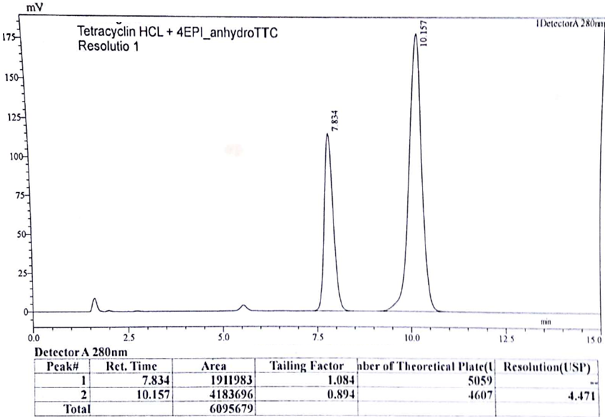 mV
Tetracyclin HCL + 4EPI_anhydroTTC
Resolutio 1
1DetectorA 280nm
175
150
125
100
75
50
25
0
7.834
10.157
min
0.0 2.5 5.0 7.5 10.0 12.5 15.0
Detector A 280nm
Peak# Ret. Time Area Tailing Factor nber of Theoretical Plate(U Resolution(USP)
1 7.834 1911983 1.084 5059 --
2 10.157 4183696 0.894 4607 4.471
Total 6095679